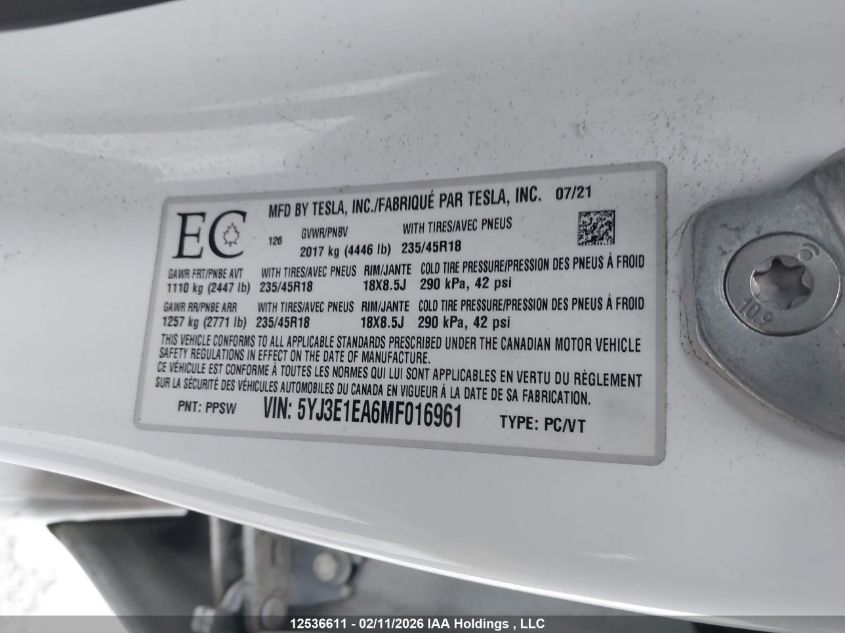 EC
MFD BY TESLA, INC./FABRIQUÉ PAR TESLA, INC. 07/21
126 GVWR/PNBV WITH TIRES/AVEC PNEUS
2017 kg (4446 lb) 235/45R18
GAWR FRT/PNBE AVT WITH TIRES/AVEC PNEUS RIM/JANTE COLD TIRE PRESSURE/PRESSION DES PNEUS À FROID
1110 kg (2447 lb) 235/45R18 18X8.5J 290 kPa, 42 psi
GAWR RR/PNBE ARR WITH TIRES/AVEC PNEUS RIM/JANTE COLD TIRE PRESSURE/PRESSION DES PNEUS À FROID
1257 kg (2771 lb) 235/45R18 18X8.5J 290 kPa, 42 psi
THIS VEHICLE CONFORMS TO ALL APPLICABLE STANDARDS PRESCRIBED UNDER THE CANADIAN MOTOR VEHICLE
SAFETY REGULATIONS IN EFFECT ON THE DATE OF MANUFACTURE.
CE VÉHICULE EST CONFORME À TOUTES LES NORMES QUI LUI SONT APPLICABLES EN VERTU DU RÈGLEMENT
SUR LA SÉCURITÉ DES VÉHICULES AUTOMOBILES DU CANADA EN VIGUEUR À LA DATE DE SA FABRICATION.
PNT: PPSW VIN: 5YJ3E1EA6MF016961 TYPE: PC/VT
10.9
12536611 - 02/11/2026 IAA Holdings , LLC